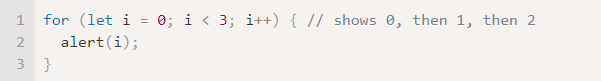 1 for (let i = 0; i < 3; i++) { // shows 0, then 1, then 2
2   alert(i);
3 }